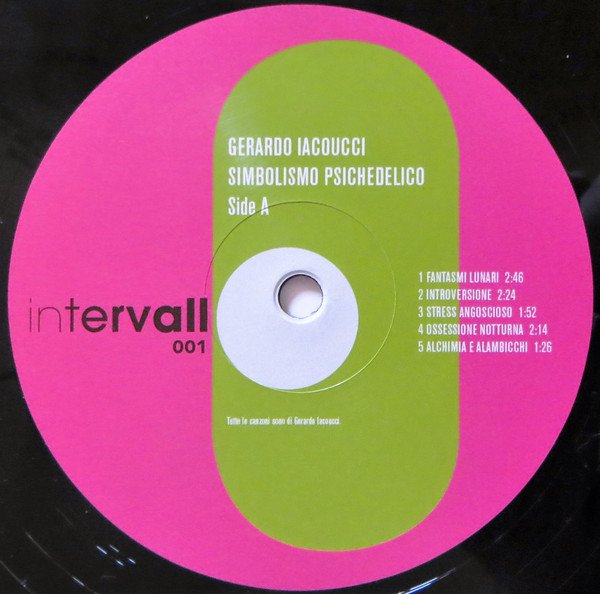 GERARDO IACOUCCI
SIMBOLISMO PSICHEDELICO
Side A
intervall
001
1 FANTASMI LUNARI 2:46
2 INTROVERSIONE 2:24
3 STRESS ANGOSCIOSO 1:52
4 OSSESSIONE NOTTURNA 2:14
5 ALCHIMIA E ALAMBICCHI 1:26
Tutte le canzoni sono di Gerardo Iacoucci.